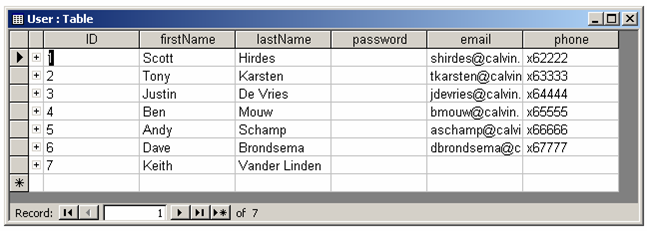 User : Table
ID firstName lastName password email phone
1 Scott Hirdes shirdes@calvin. x62222
2 Tony Karsten tkarsten@calvin x63333
3 Justin De Vries jdevries@calvin. x64444
4 Ben Mouw bmouw@calvin. x65555
5 Andy Schamp aschamp@calvi x66666
6 Dave Brondsema dbrondsema@c x67777
7 Keith Vander Linden
Record: 1 of 7